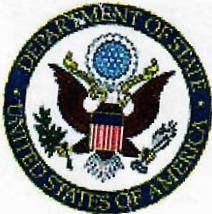 DEPARTMENT OF STATE
UNITED STATES OF AMERICA